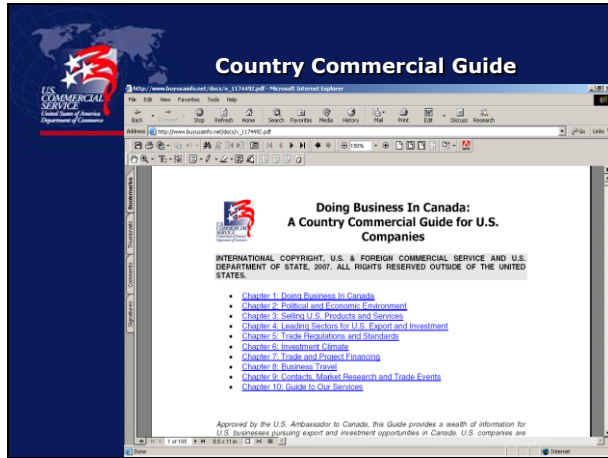 Country Commercial Guide
U.S.
COMMERCIAL
SERVICE
United States of America
Department of Commerce
http://www.buyusainfo.net/docs/x_1174492.pdf - Microsoft Internet Explorer
File Edit View Favorites Tools Help
Back Forward Stop Refresh Home Search Favorites Media History Mail Print Edit Discuss Research
Address http://www.buyusainfo.net/docs/x_1174492.pdf Go Links
150%
Bookmarks
Thumbnails
Comments
Signatures
Doing Business In Canada:
A Country Commercial Guide for U.S.
Companies
INTERNATIONAL COPYRIGHT, U.S. & FOREIGN COMMERCIAL SERVICE AND U.S.
DEPARTMENT OF STATE, 2007. ALL RIGHTS RESERVED OUTSIDE OF THE UNITED
STATES.
• Chapter 1: Doing Business In Canada
• Chapter 2: Political and Economic Environment
• Chapter 3: Selling U.S. Products and Services
• Chapter 4: Leading Sectors for U.S. Export and Investment
• Chapter 5: Trade Regulations and Standards
• Chapter 6: Investment Climate
• Chapter 7: Trade and Project Financing
• Chapter 8: Business Travel
• Chapter 9: Contacts, Market Research and Trade Events
• Chapter 10: Guide to Our Services
Approved by the U.S. Ambassador to Canada, this Guide provides a wealth of information for
U.S. businesses pursuing export and investment opportunities in Canada. U.S. companies are
1 of 105 8.5 x 11 in
Done Internet